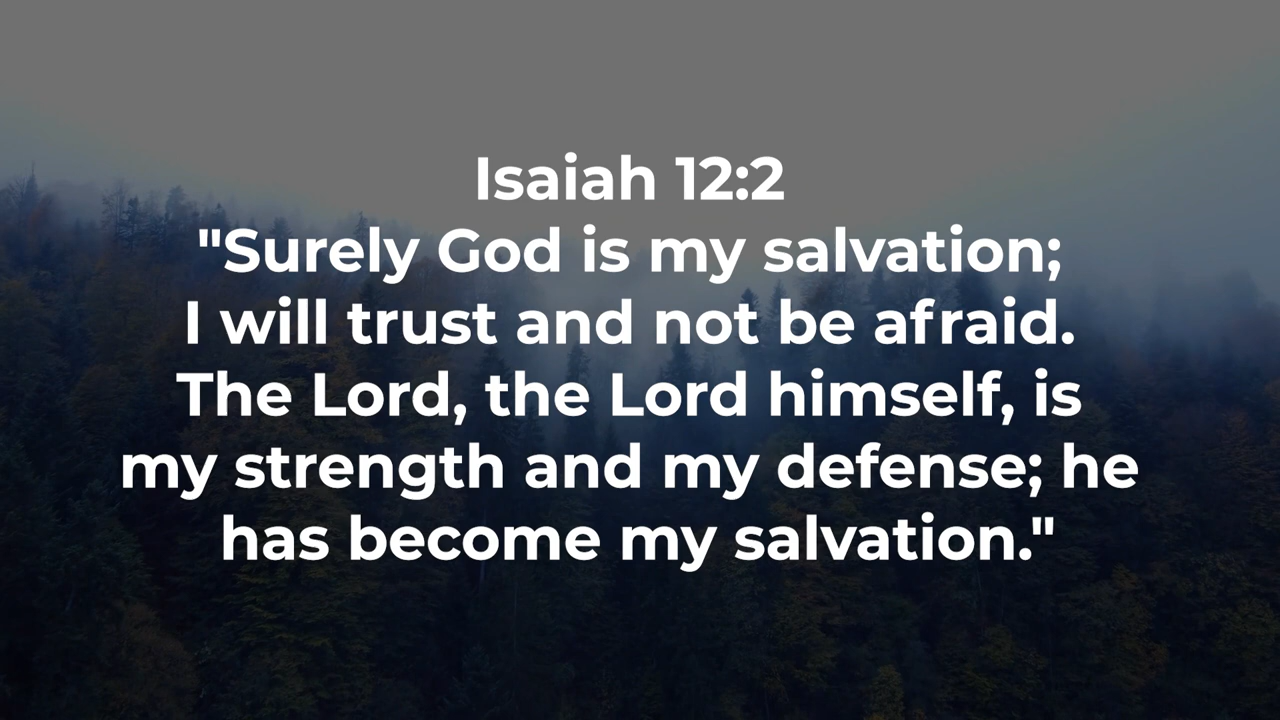 Isaiah 12:2
"Surely God is my salvation;
I will trust and not be afraid.
The Lord, the Lord himself, is
my strength and my defense; he
has become my salvation."